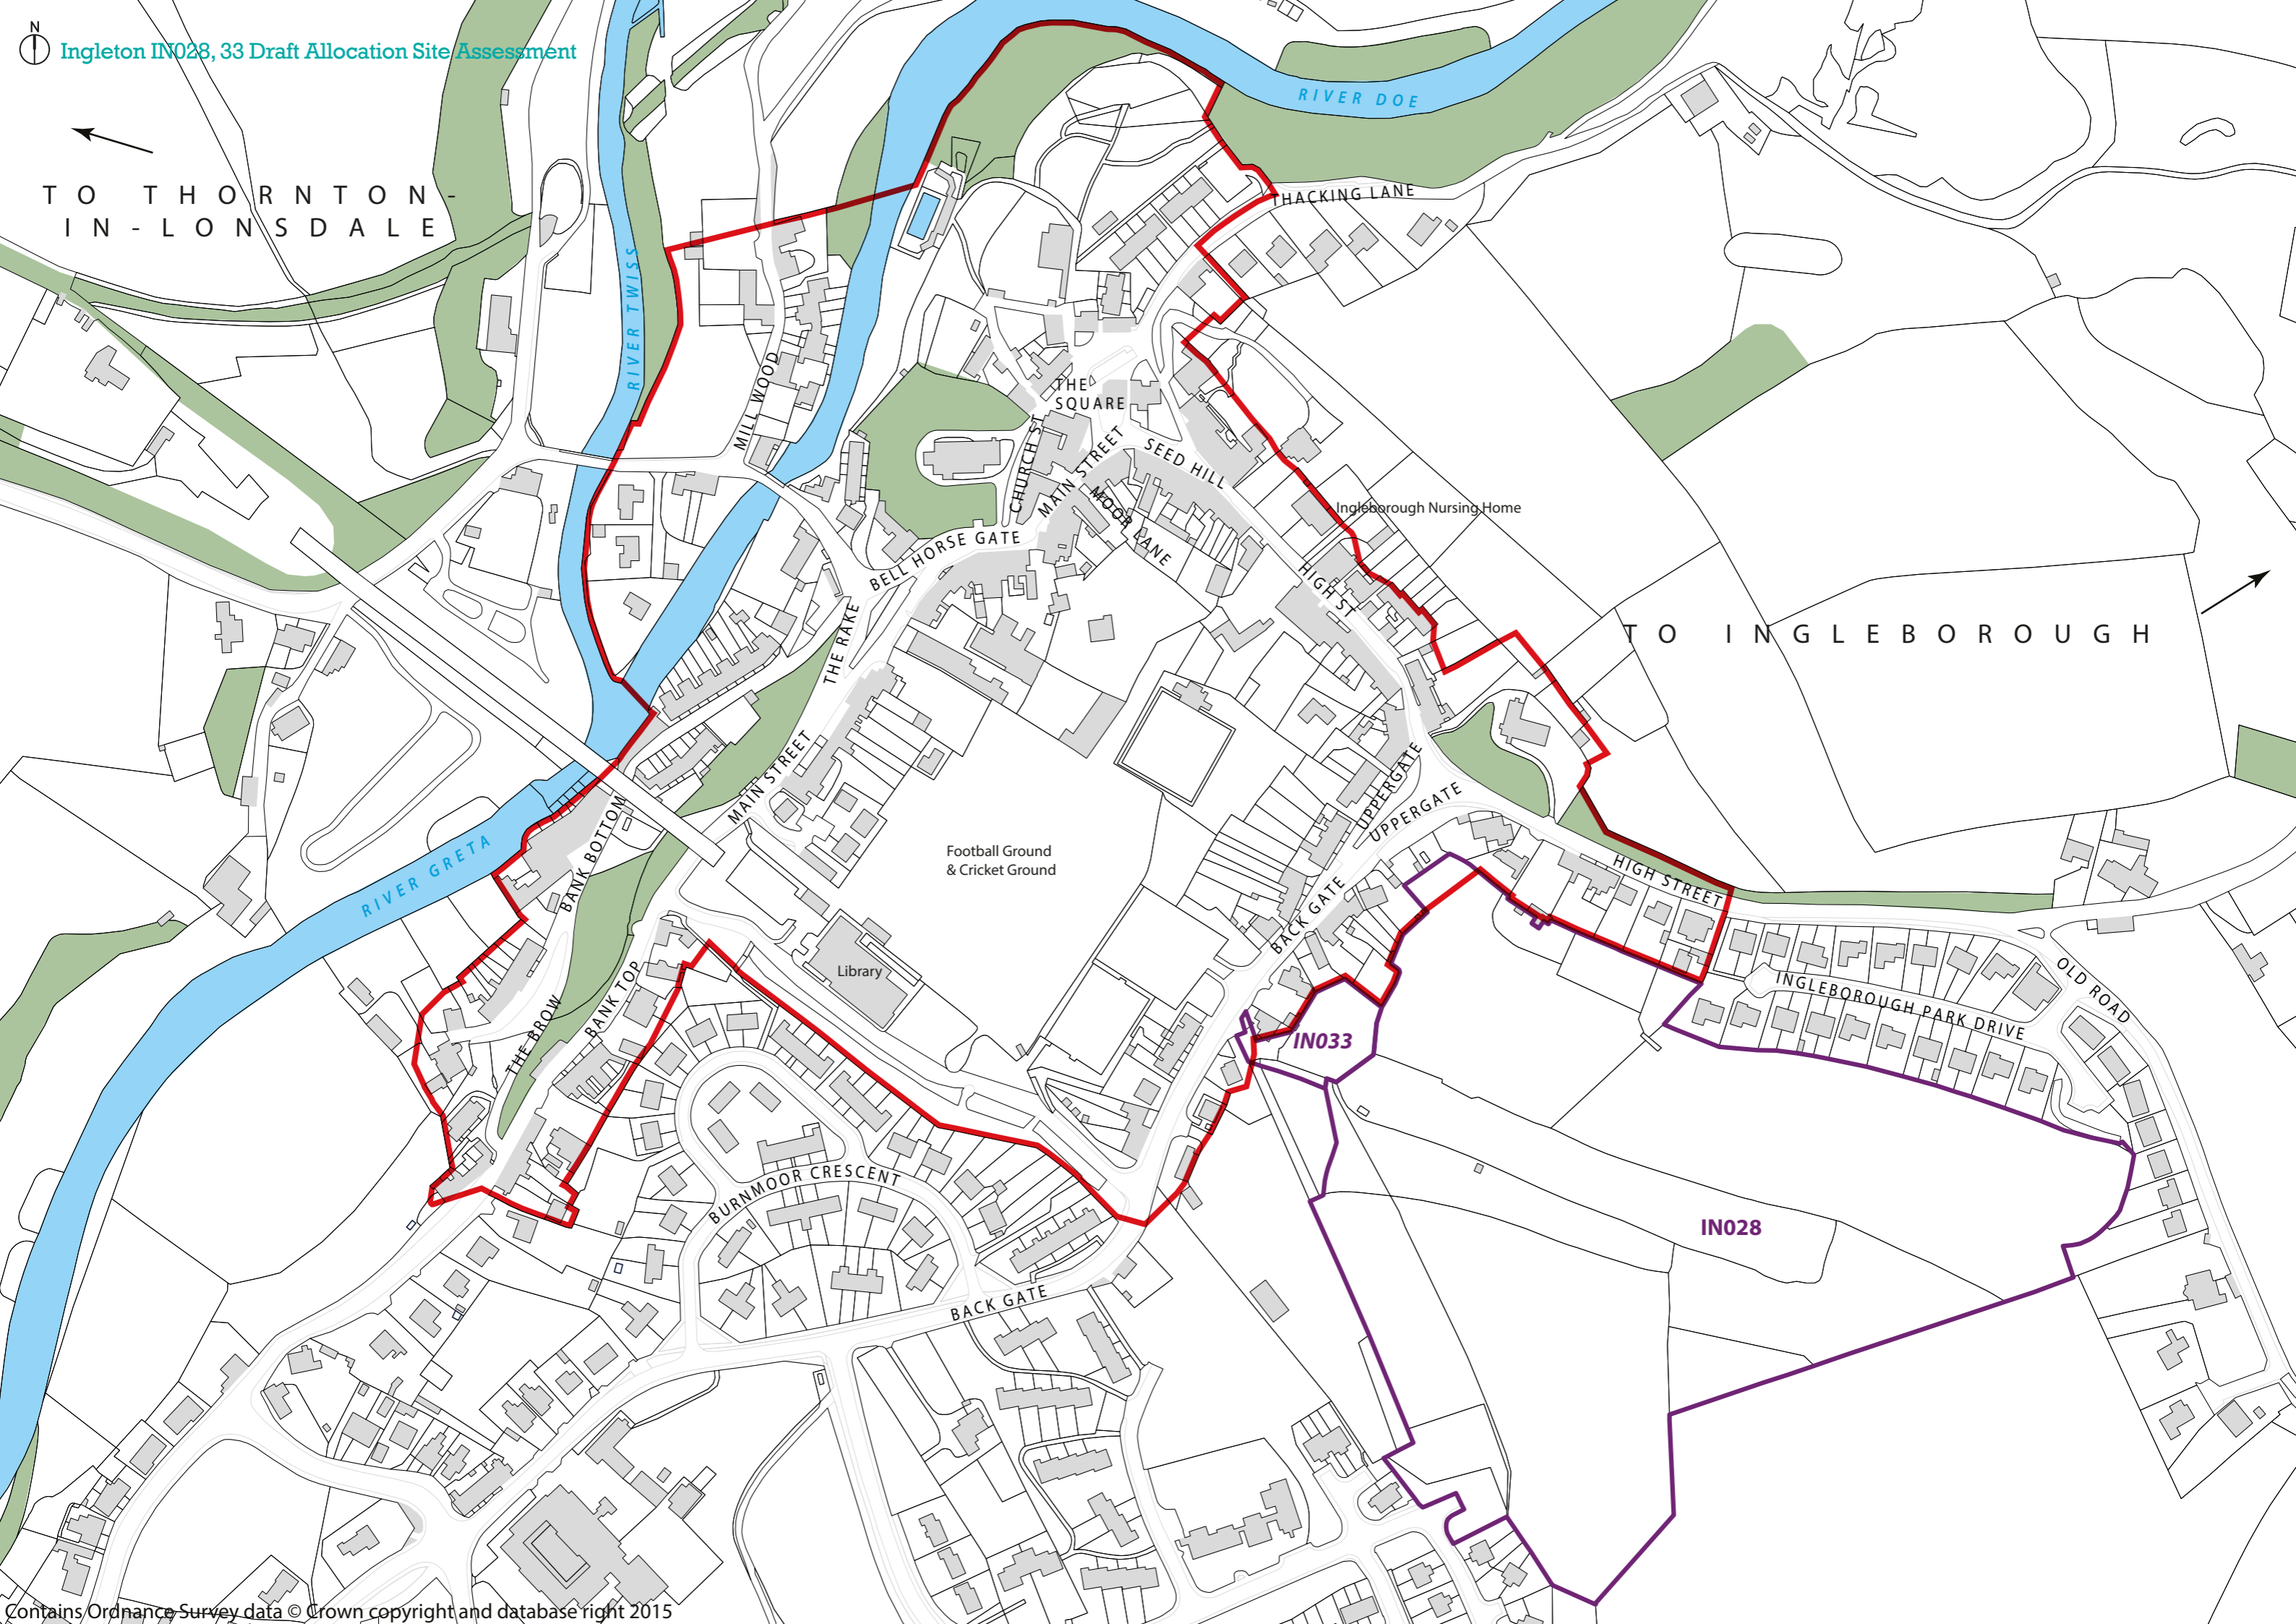 N
Ingleton IN028, 33 Draft Allocation Site Assessment
RIVER DOE
TO THORNTON-
IN-LONSDALE
THACKING LANE
RIVER TWISS
MILL WOOD
THE
SQUARE
CHURCH ST
MAIN STREET
SEED HILL
MOOR LANE
Ingleborough Nursing Home
BELL HORSE GATE
HIGH ST
THE RAKE
TO INGLEBOROUGH
MAIN STREET
UPPERGATE
UPPERGATE
BANK BOTTOM
RIVER GRETA
Football Ground
& Cricket Ground
HIGH STREET
BACK GATE
Library
BANK TOP
THE BROW
OLD ROAD
INGLEBOROUGH PARK DRIVE
IN033
BURNMOOR CRESCENT
IN028
BACK GATE
Contains Ordnance Survey data © Crown copyright and database right 2015